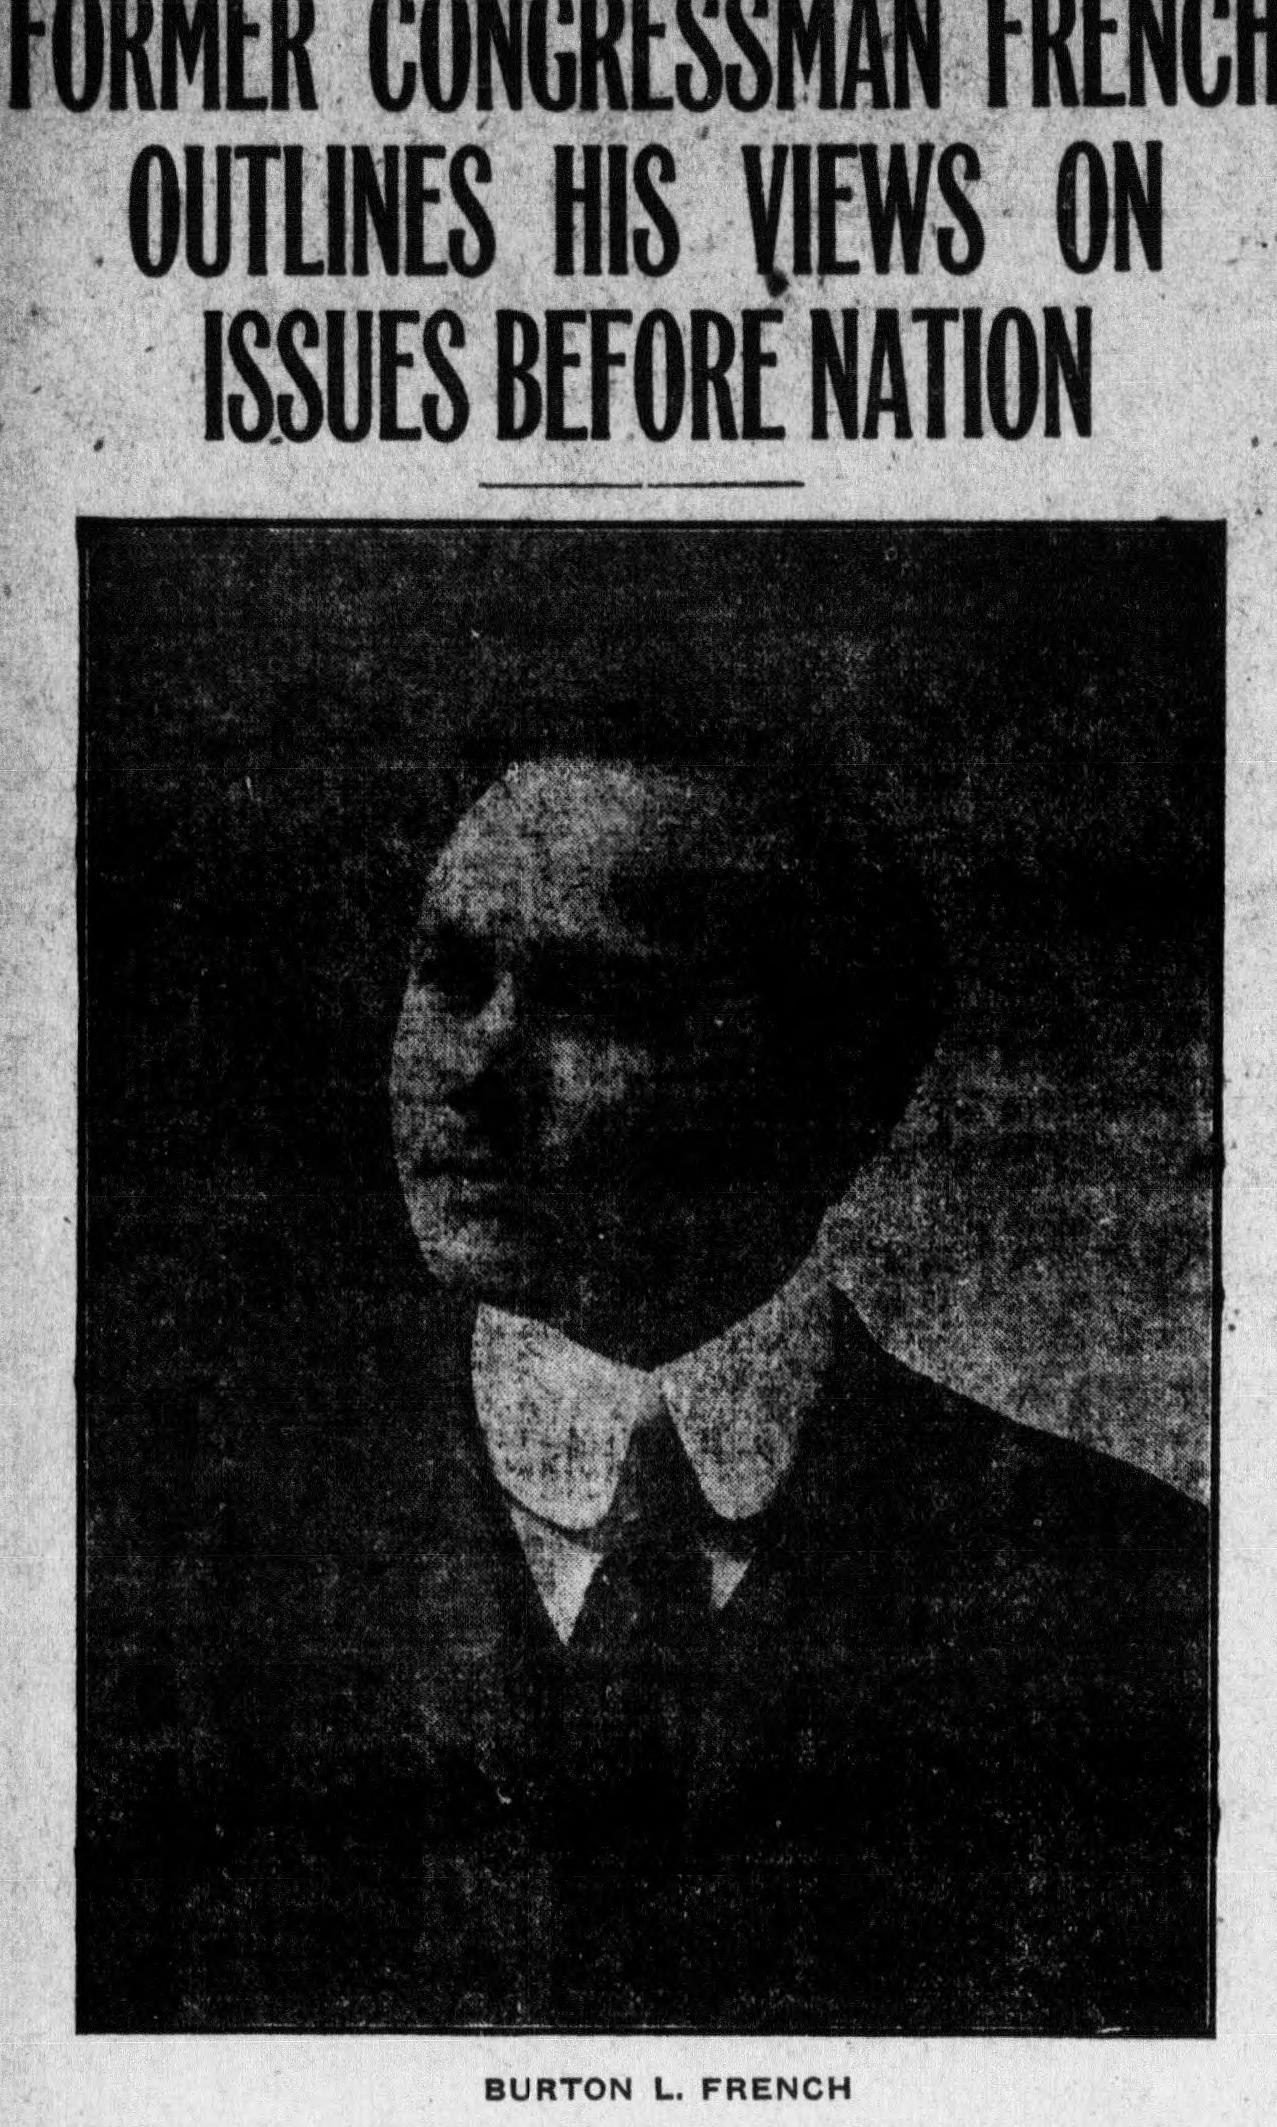 FORMER CONGRESSMAN FRENCH
OUTLINES HIS VIEWS ON
ISSUES BEFORE NATION
BURTON L. FRENCH